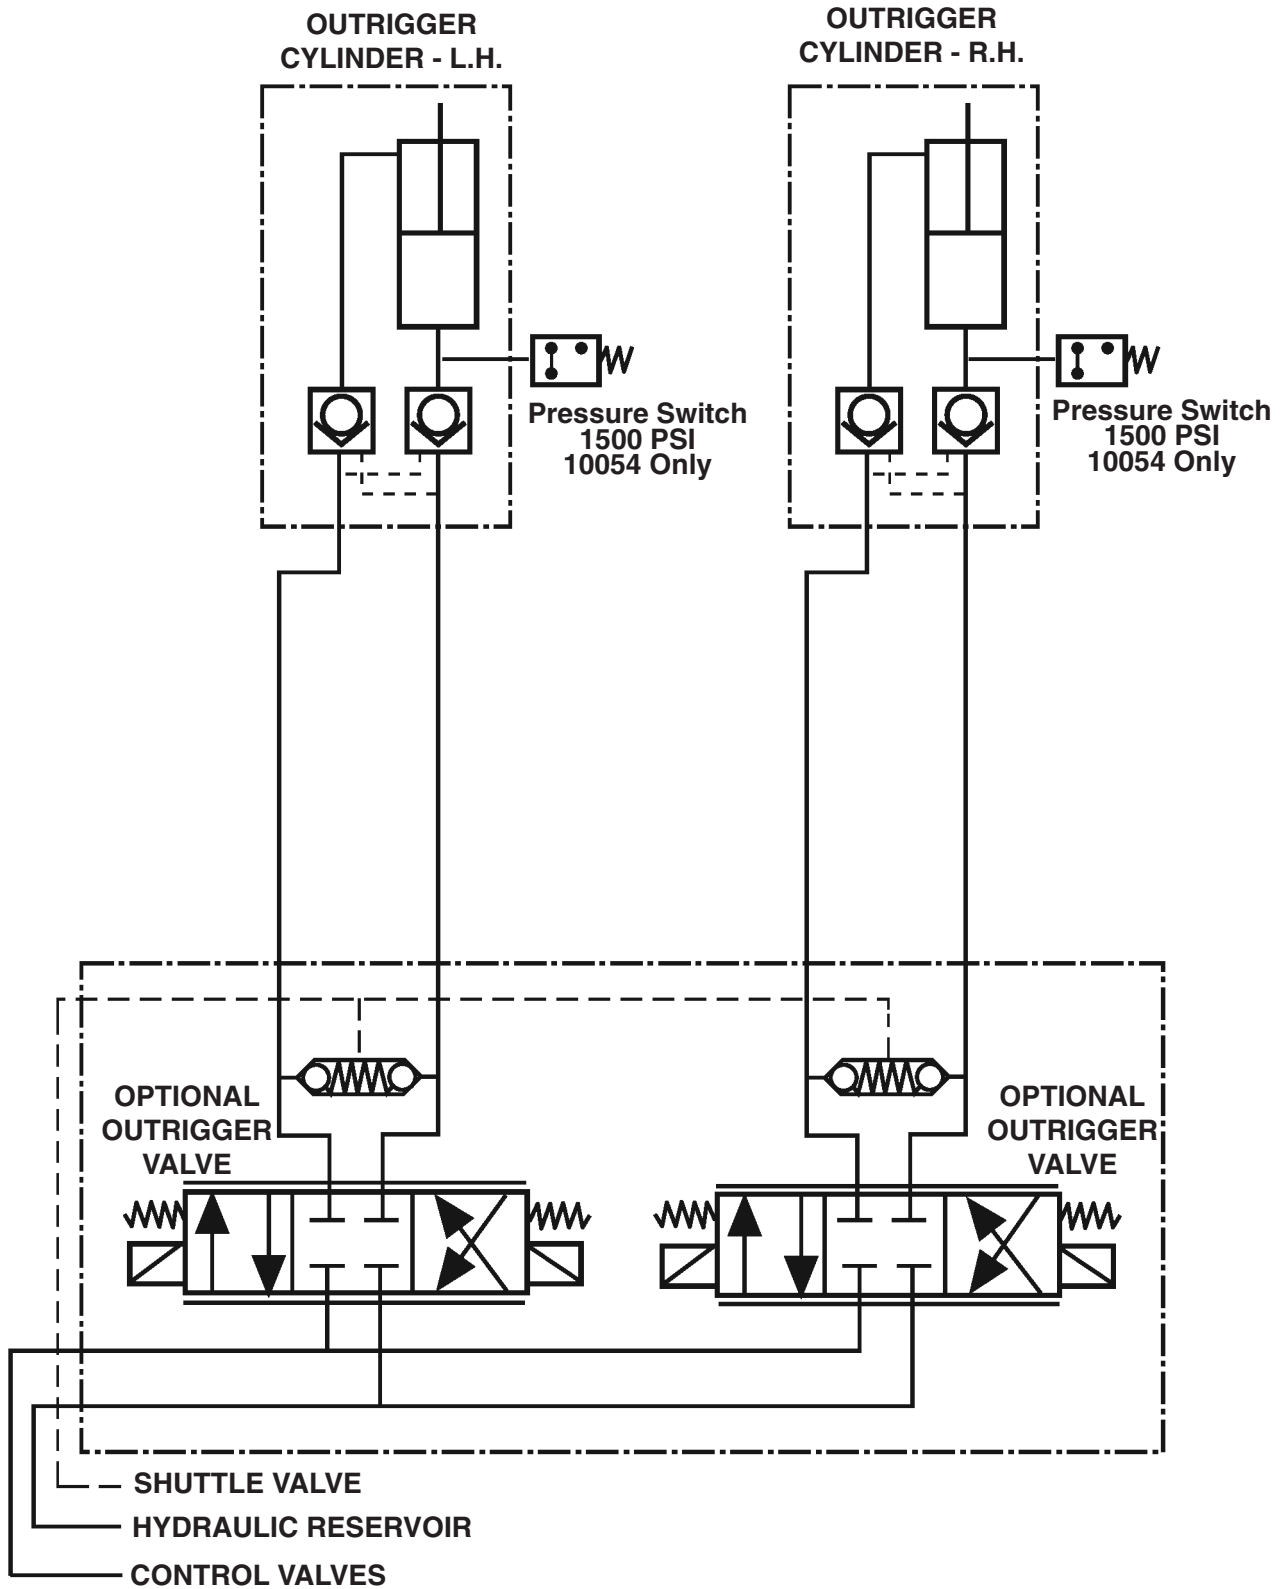 OUTRIGGER
CYLINDER - L.H.
OUTRIGGER
CYLINDER - R.H.
Pressure Switch
1500 PSI
10054 Only
Pressure Switch
1500 PSI
10054 Only
OPTIONAL
OUTRIGGER
VALVE
OPTIONAL
OUTRIGGER
VALVE
SHUTTLE VALVE
HYDRAULIC RESERVOIR
CONTROL VALVES